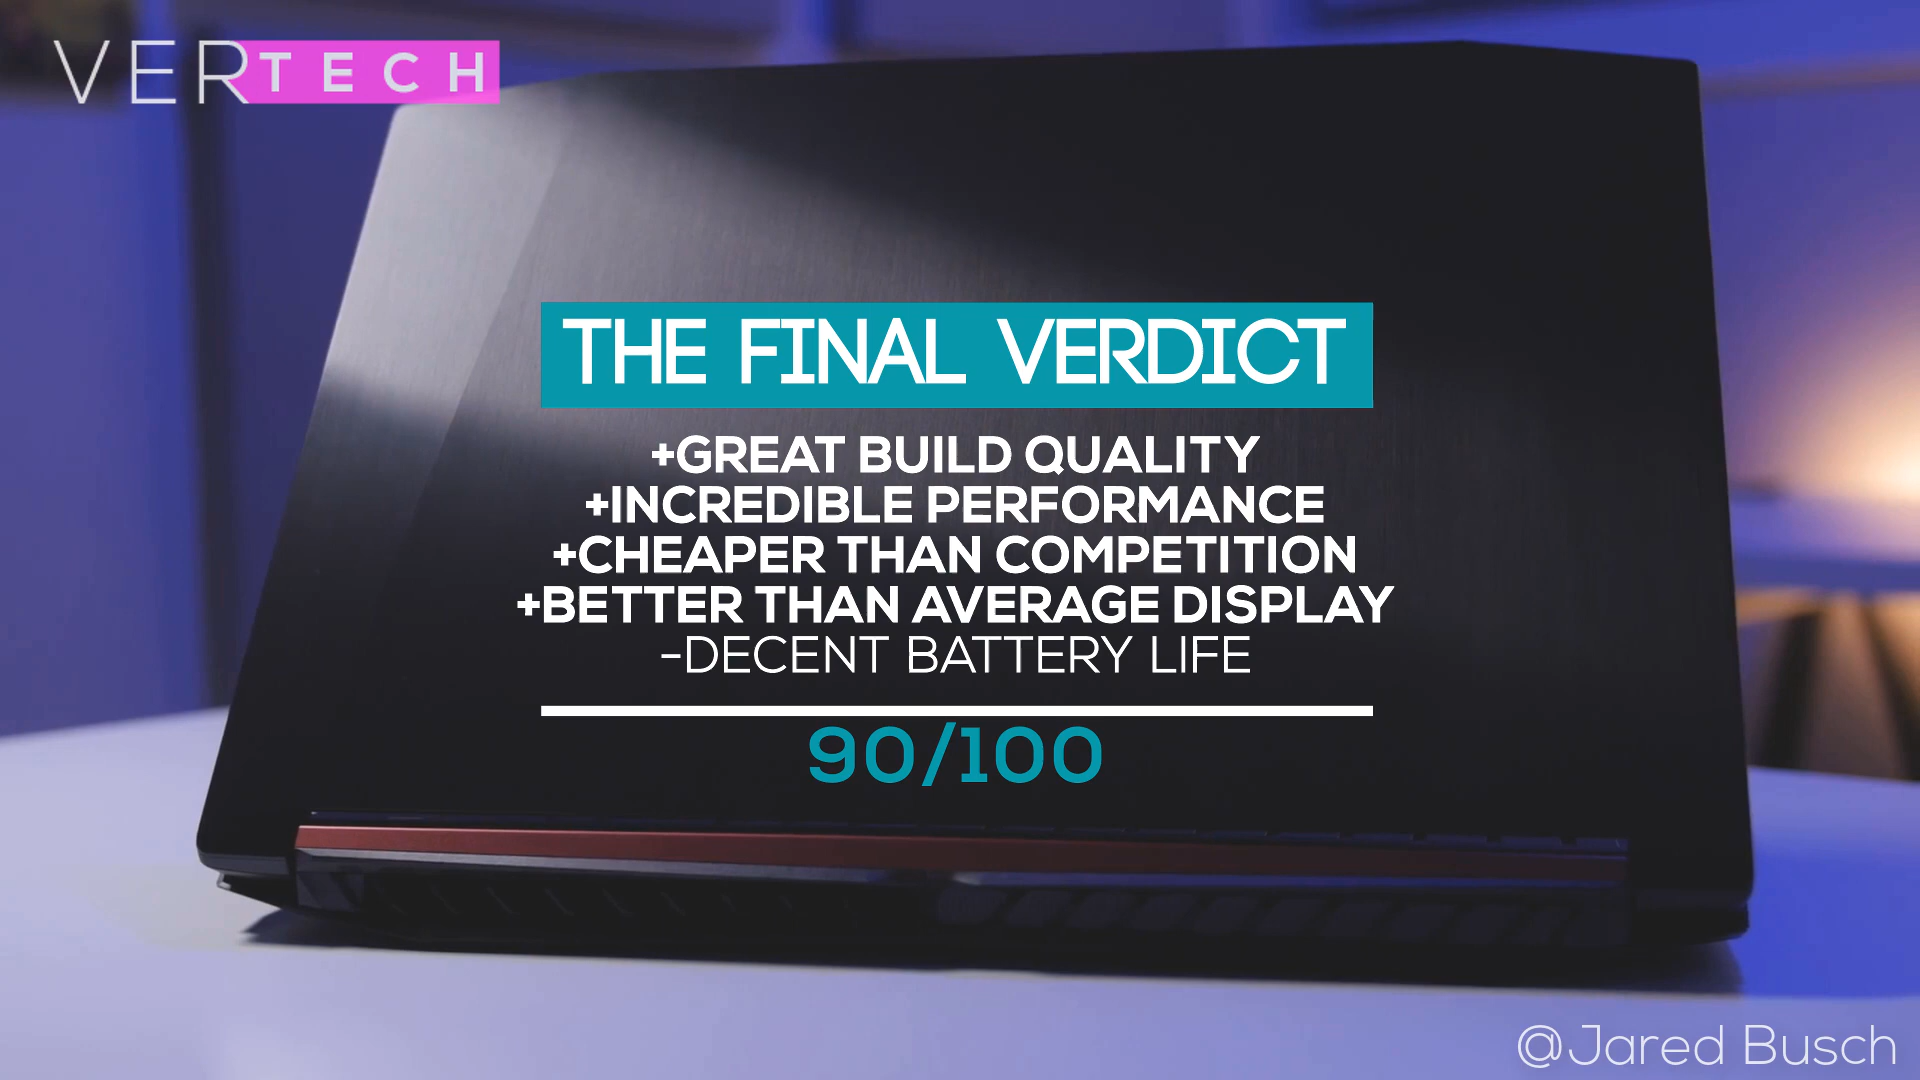 VERTECH
THE FINAL VERDICT
+GREAT BUILD QUALITY
+INCREDIBLE PERFORMANCE
+CHEAPER THAN COMPETITION
+BETTER THAN AVERAGE DISPLAY
-DECENT BATTERY LIFE
90/100
@Jared Busch